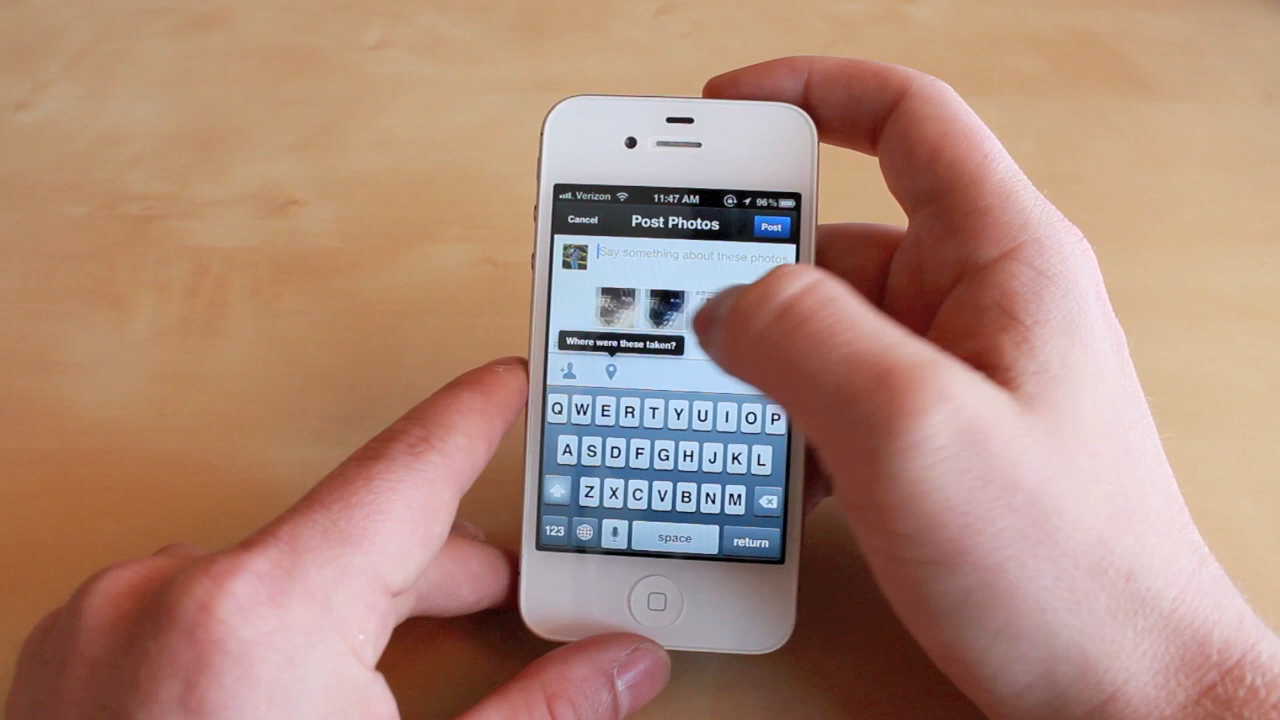 Verizon 11:47 AM 96%
Cancel Post Photos Post
Say something about these photos
Where were these taken?
Q W E R T Y U I O P
A S D F G H J K L
Z X C V B N M
123 space return